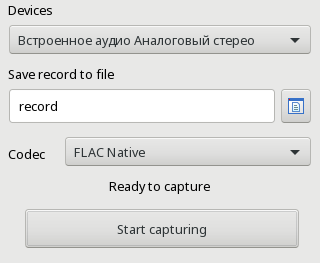 Devices
Встроенное аудио Аналоговый стерео
Save record to file
record
Codec
FLAC Native
Ready to capture
Start capturing